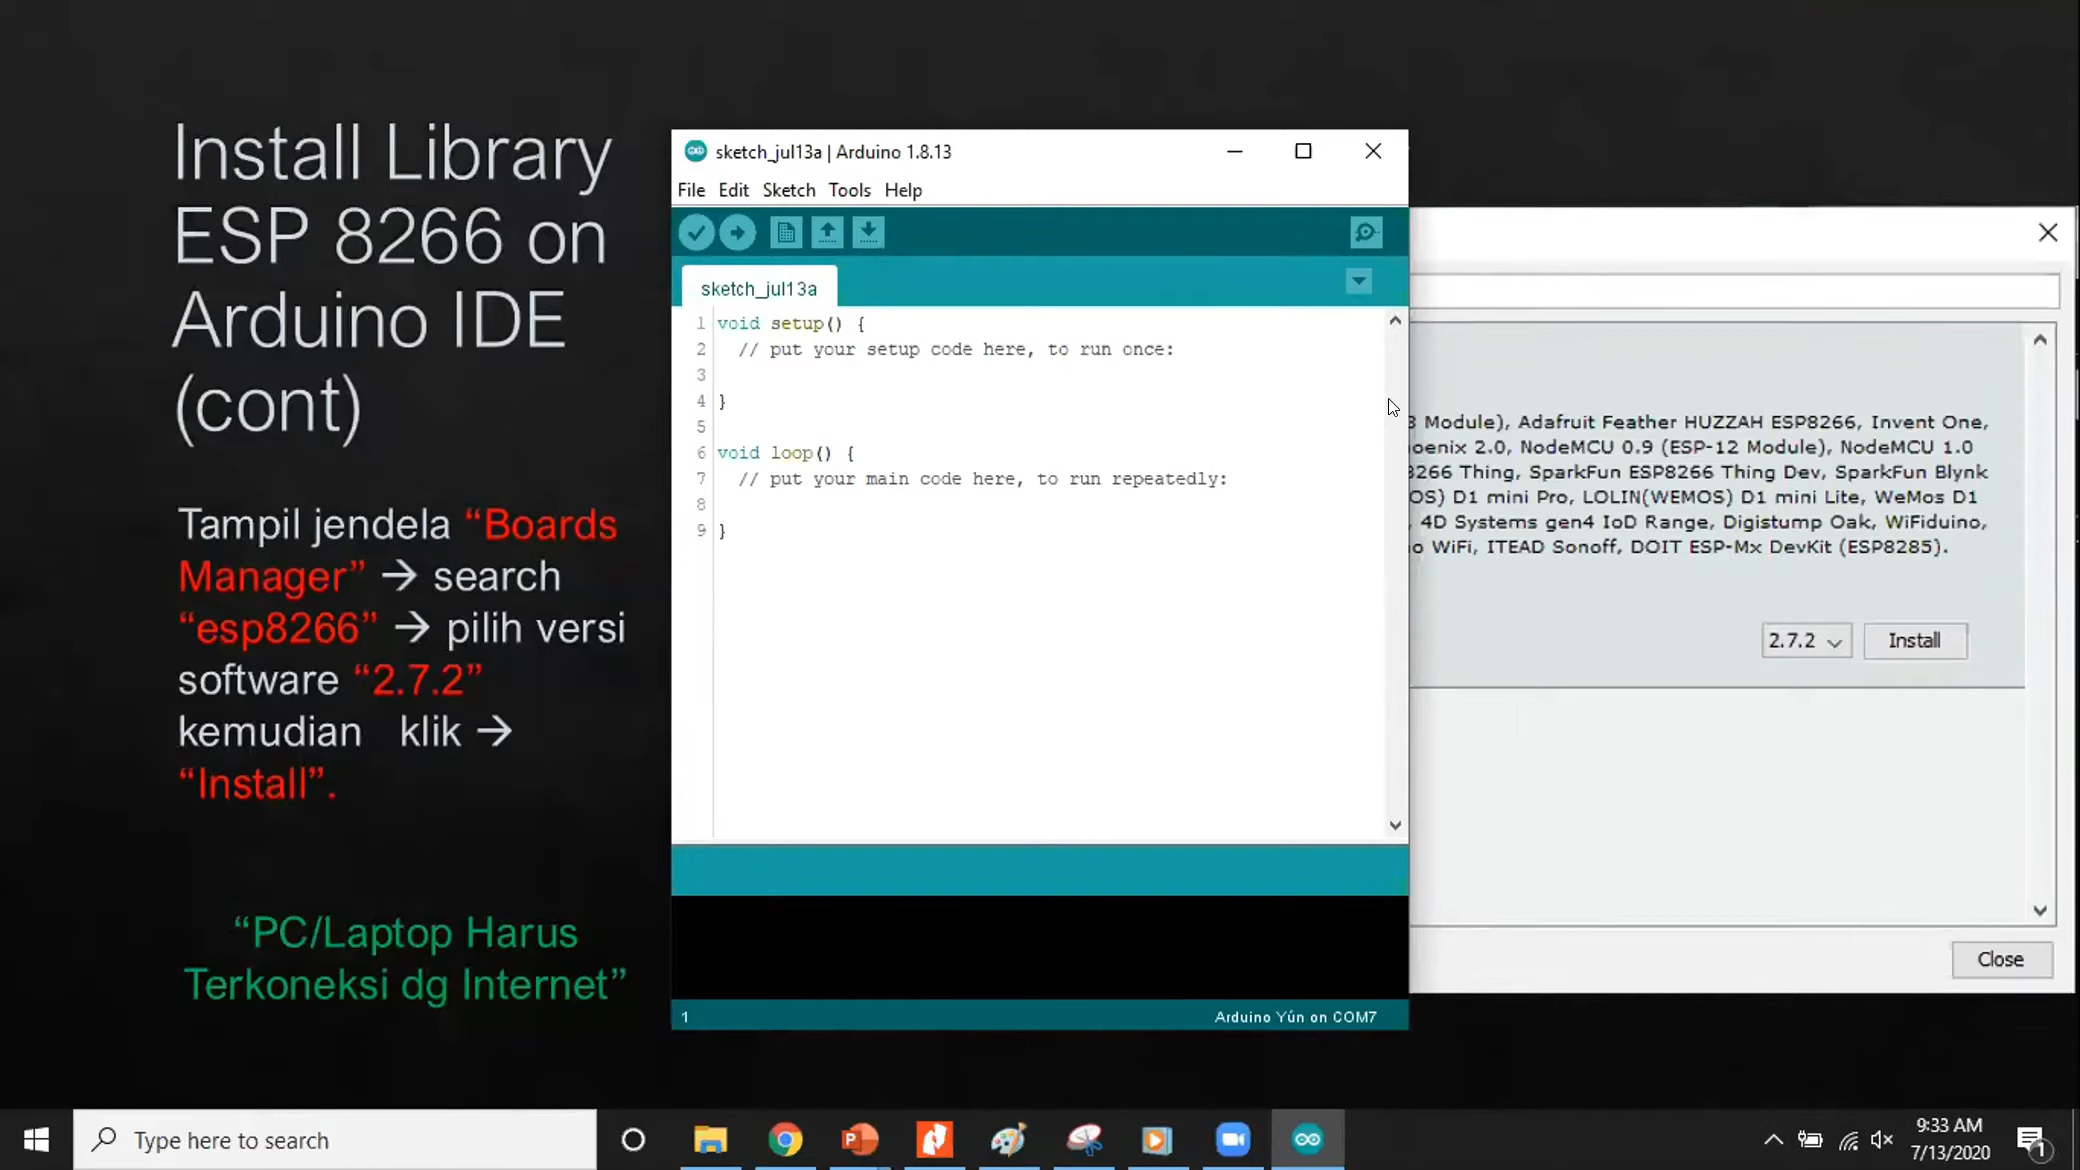 Install Library
ESP 8266 on
Arduino IDE
(cont)
Tampil jendela “Boards
Manager” → search
“esp8266” → pilih versi
software “2.7.2”
kemudian klik →
“Install”.
“PC/Laptop Harus
Terkoneksi dg Internet”
sketch_jul13a | Arduino 1.8.13
File Edit Sketch Tools Help
sketch_jul13a
1 void setup() {
2 // put your setup code here, to run once:
3
4 }
5
6 void loop() {
7 // put your main code here, to run repeatedly:
8
9 }
1 Arduino Yún on COM7
Module), Adafruit Feather HUZZAH ESP8266, Invent One,
oenix 2.0, NodeMCU 0.9 (ESP-12 Module), NodeMCU 1.0
8266 Thing, SparkFun ESP8266 Thing Dev, SparkFun Blynk
OS) D1 mini Pro, LOLIN(WEMOS) D1 mini Lite, WeMos D1
, 4D Systems gen4 IoD Range, Digistump Oak, WiFiduino,
o WiFi, ITEAD Sonoff, DOIT ESP-Mx DevKit (ESP8285).
2.7.2 Install
Close
Type here to search
9:33 AM
7/13/2020
1